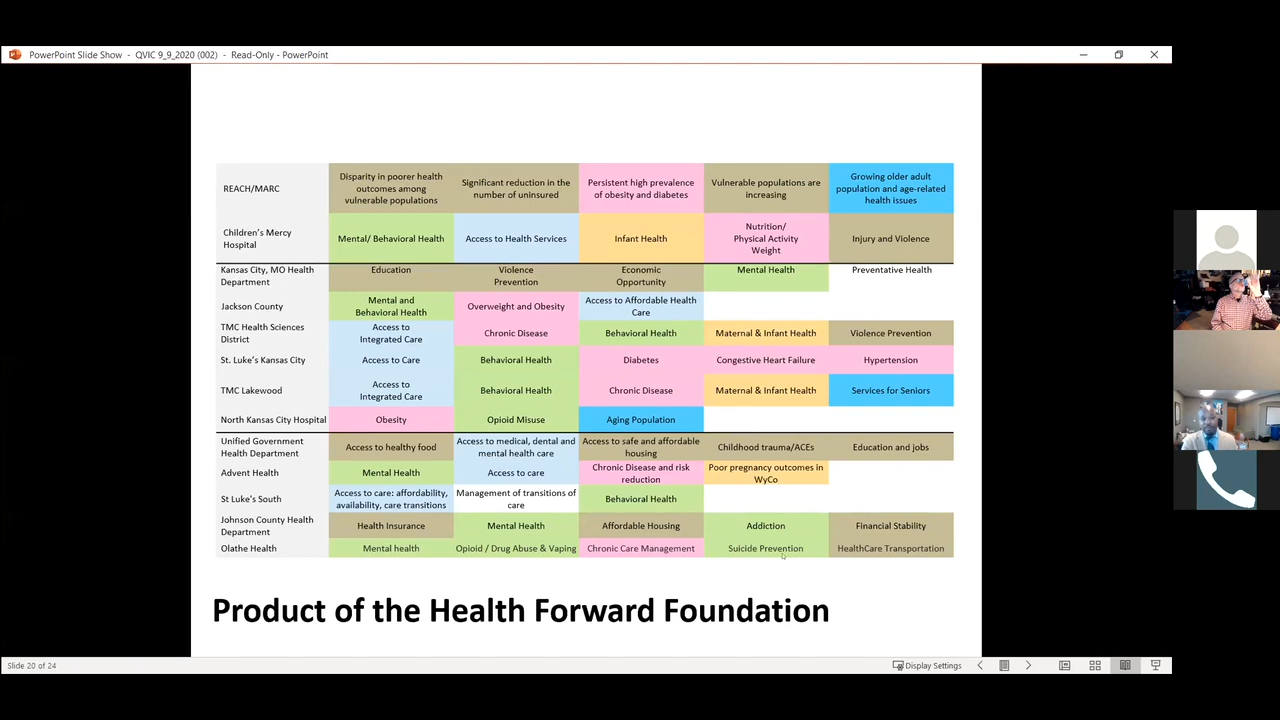 PowerPoint Slide Show - QVIC 9_9_2020 (002) - Read-Only - PowerPoint
REACH/MARC
Disparity in poorer health
outcomes among
vulnerable populations
Significant reduction in the
number of uninsured
Persistent high prevalence
of obesity and diabetes
Vulnerable populations are
increasing
Growing older adult
population and age-related
health issues
Children's Mercy
Hospital
Mental/ Behavioral Health
Access to Health Services
Infant Health
Nutrition/
Physical Activity
Weight
Injury and Violence
Kansas City, MO Health
Department
Education
Violence
Prevention
Economic
Opportunity
Mental Health
Preventative Health
Jackson County
Mental and
Behavioral Health
Overweight and Obesity
Access to Affordable Health
Care
TMC Health Sciences
District
Access to
Integrated Care
Chronic Disease
Behavioral Health
Maternal & Infant Health
Violence Prevention
St. Luke's Kansas City
Access to Care
Behavioral Health
Diabetes
Congestive Heart Failure
Hypertension
TMC Lakewood
Access to
Integrated Care
Behavioral Health
Chronic Disease
Maternal & Infant Health
Services for Seniors
North Kansas City Hospital
Obesity
Opioid Misuse
Aging Population
Unified Government
Health Department
Access to healthy food
Access to medical, dental and
mental health care
Access to safe and affordable
housing
Childhood trauma/ACEs
Education and jobs
Advent Health
Mental Health
Access to care
Chronic Disease and risk
reduction
Poor pregnancy outcomes in
WyCo
St Luke's South
Access to care: affordability,
availability, care transitions
Management of transitions of
care
Behavioral Health
Johnson County Health
Department
Health Insurance
Mental Health
Affordable Housing
Addiction
Financial Stability
Olathe Health
Mental health
Opioid / Drug Abuse & Vaping
Chronic Care Management
Suicide Prevention
HealthCare Transportation
Product of the Health Forward Foundation
Slide 20 of 24
Display Settings